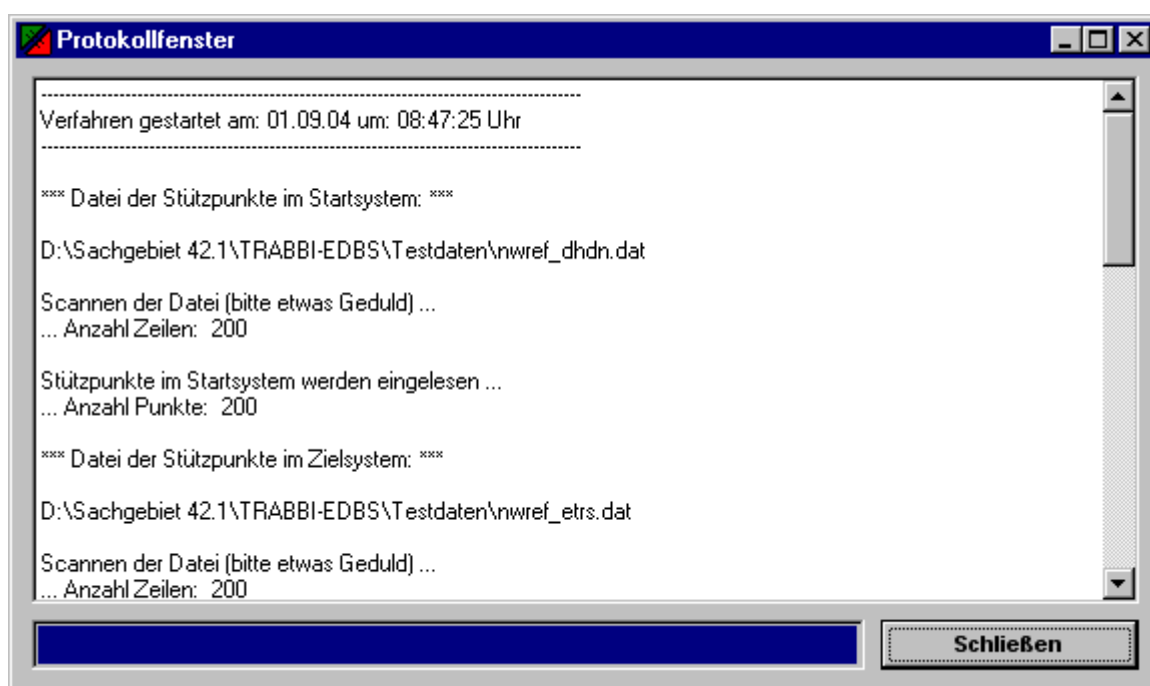 Protokollfenster
---------------------------------------------------------------------------------------
Verfahren gestartet am: 01.09.04 um: 08:47:25 Uhr
---------------------------------------------------------------------------------------
*** Datei der Stützpunkte im Startsystem: ***
D:\Sachgebiet 42.1\TRABBI-EDBS\Testdaten\nwref_dhdn.dat
Scannen der Datei (bitte etwas Geduld) ...
... Anzahl Zeilen:  200
Stützpunkte im Startsystem werden eingelesen ...
... Anzahl Punkte:  200
*** Datei der Stützpunkte im Zielsystem: ***
D:\Sachgebiet 42.1\TRABBI-EDBS\Testdaten\nwref_etrs.dat
Scannen der Datei (bitte etwas Geduld) ...
... Anzahl Zeilen:  200
Schließen